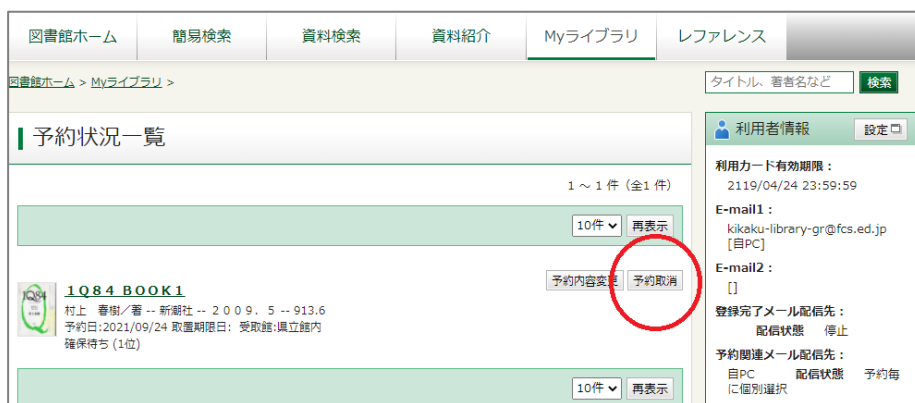 図書館ホーム 簡易検索 資料検索 資料紹介 Myライブラリ レファレンス
図書館ホーム > Myライブラリ >
タイトル、著者名など 検索
予約状況一覧
1 ～ 1 件（全1 件）
10件 再表示
予約内容変更 予約取消
1Q84 BOOK1
村上 春樹／著 -- 新潮社 -- ２００９．５ -- 913.6
予約日:2021/09/24 取置期限日: 受取館:県立館内
確保待ち (1位)
10件 再表示
利用者情報 設定
利用カード有効期限：
2119/04/24 23:59:59
E-mail1：
kikaku-library-gr@fcs.ed.jp
[自PC]
E-mail2：
[]
登録完了メール配信先：
配信状態 停止
予約関連メール配信先：
自PC 配信状態 予約毎
に個別選択